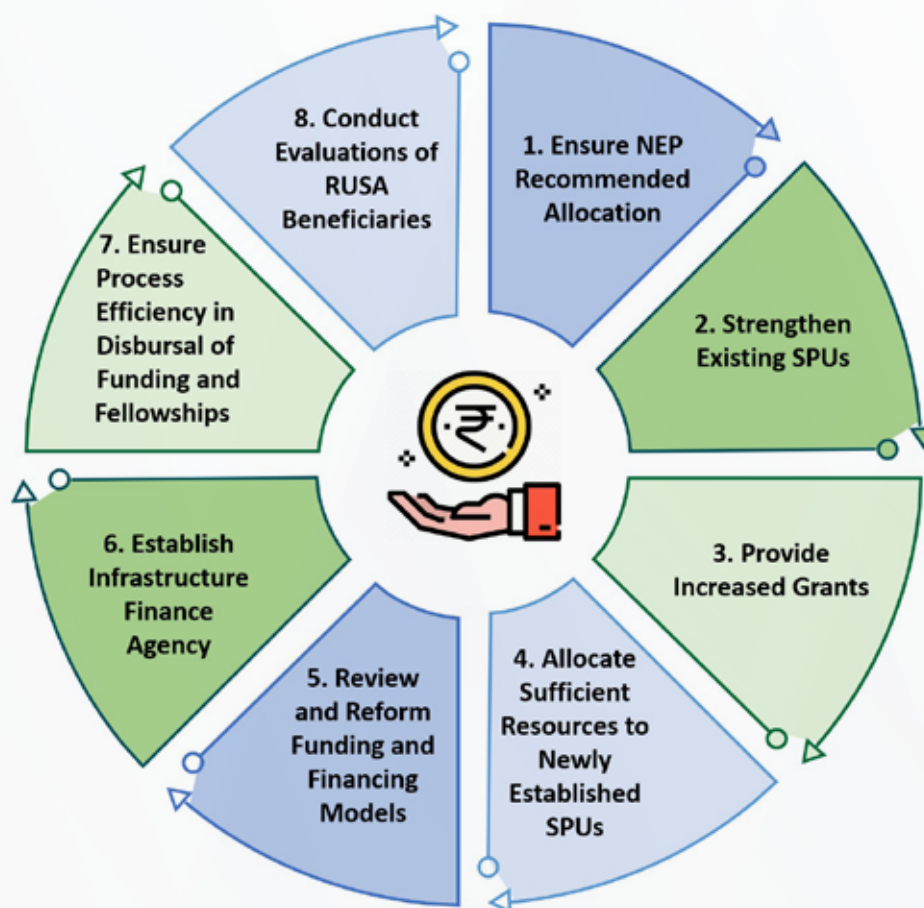 1. Ensure NEP
Recommended
Allocation
2. Strengthen
Existing SPUs
3. Provide
Increased Grants
4. Allocate
Sufficient
Resources to
Newly
Established
SPUs
5. Review
and Reform
Funding and
Financing
Models
6. Establish
Infrastructure
Finance
Agency
7. Ensure
Process
Efficiency in
Disbursal of
Funding and
Fellowships
8. Conduct
Evaluations of
RUSA
Beneficiaries
₹